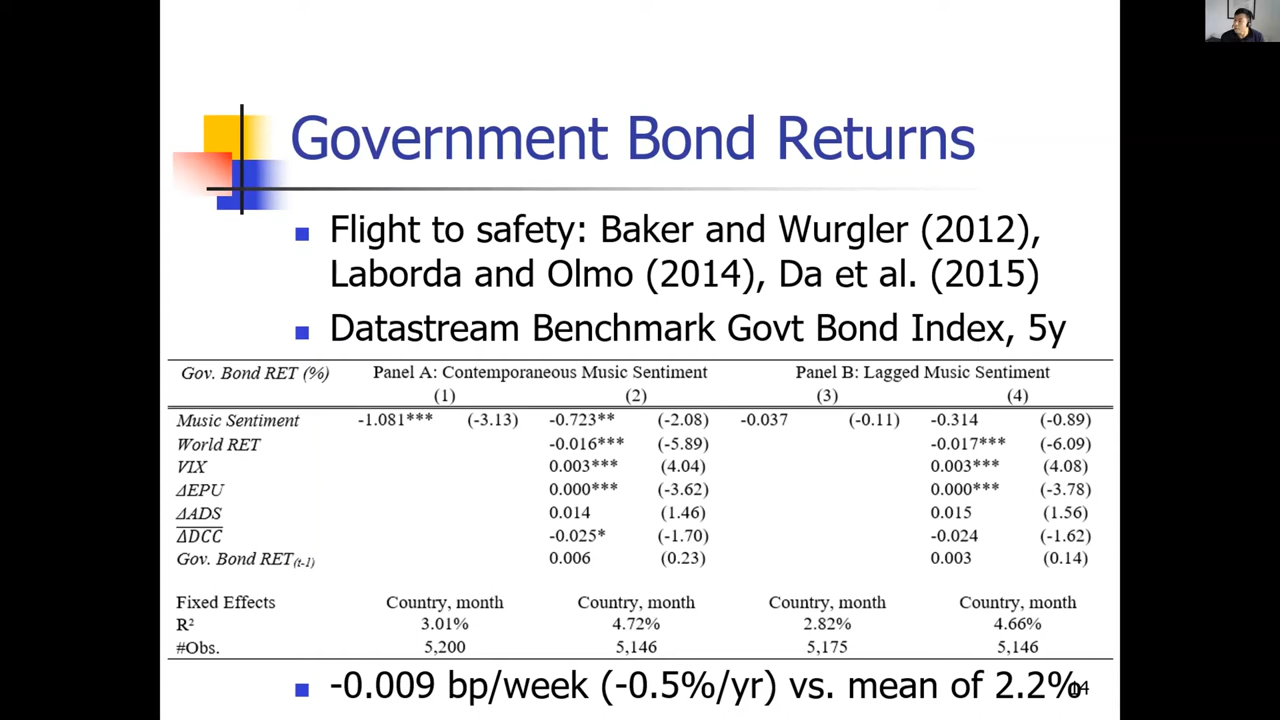 Government Bond Returns
Flight to safety: Baker and Wurgler (2012),
Laborda and Olmo (2014), Da et al. (2015)
Datastream Benchmark Govt Bond Index, 5y
Gov. Bond RET (%) Panel A: Contemporaneous Music Sentiment Panel B: Lagged Music Sentiment
(1) (2) (3) (4)
Music Sentiment -1.081*** (-3.13) -0.723** (-2.08) -0.037 (-0.11) -0.314 (-0.89)
World RET -0.016*** (-5.89) -0.017*** (-6.09)
VIX 0.003*** (4.04) 0.003*** (4.08)
ΔEPU 0.000*** (-3.62) 0.000*** (-3.78)
ΔADS 0.014 (1.46) 0.015 (1.56)
ΔDCC -0.025* (-1.70) -0.024 (-1.62)
Gov. Bond RET(t-1) 0.006 (0.23) 0.003 (0.14)
Fixed Effects Country, month Country, month Country, month Country, month
R² 3.01% 4.72% 2.82% 4.66%
#Obs. 5,200 5,146 5,175 5,146
-0.009 bp/week (-0.5%/yr) vs. mean of 2.2%
14